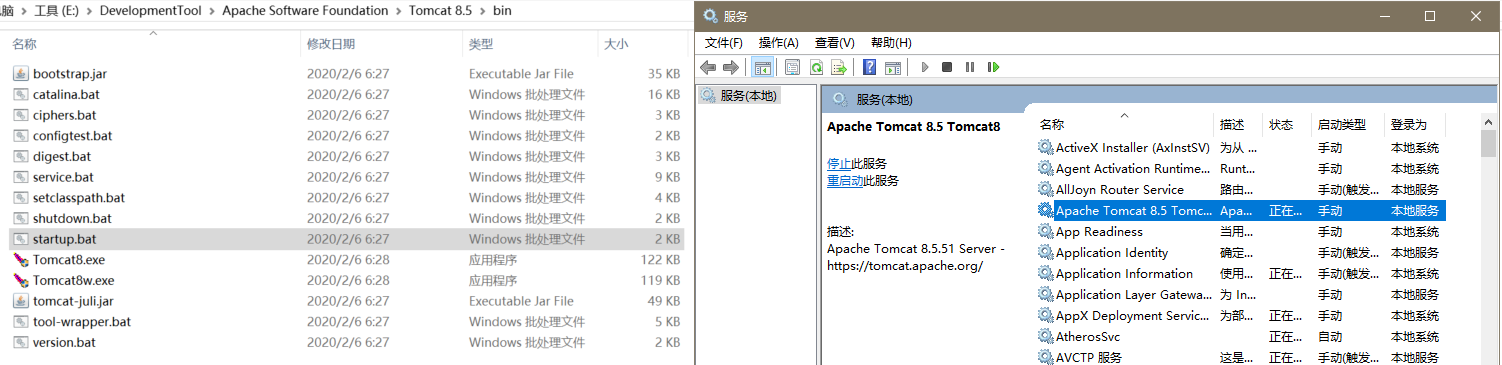 工具 (E:) > DevelopmentTool > Apache Software Foundation > Tomcat 8.5 > bin
名称 修改日期 类型 大小
bootstrap.jar 2020/2/6 6:27 Executable Jar File 35 KB
catalina.bat 2020/2/6 6:27 Windows 批处理文件 16 KB
ciphers.bat 2020/2/6 6:27 Windows 批处理文件 3 KB
configtest.bat 2020/2/6 6:27 Windows 批处理文件 2 KB
digest.bat 2020/2/6 6:27 Windows 批处理文件 3 KB
service.bat 2020/2/6 6:27 Windows 批处理文件 9 KB
setclasspath.bat 2020/2/6 6:27 Windows 批处理文件 4 KB
shutdown.bat 2020/2/6 6:27 Windows 批处理文件 2 KB
startup.bat 2020/2/6 6:27 Windows 批处理文件 2 KB
Tomcat8.exe 2020/2/6 6:28 应用程序 122 KB
Tomcat8w.exe 2020/2/6 6:28 应用程序 119 KB
tomcat-juli.jar 2020/2/6 6:27 Executable Jar File 49 KB
tool-wrapper.bat 2020/2/6 6:27 Windows 批处理文件 5 KB
version.bat 2020/2/6 6:27 Windows 批处理文件 2 KB
服务
文件(F) 操作(A) 查看(V) 帮助(H)
服务(本地)
服务(本地)
Apache Tomcat 8.5 Tomcat8
停止此服务
重启动此服务
描述:
Apache Tomcat 8.5.51 Server -
https://tomcat.apache.org/
名称 描述 状态 启动类型 登录为
ActiveX Installer (AxInstSV) 为从 ... 手动 本地系统
Agent Activation Runtime... Runt... 手动 本地系统
AllJoyn Router Service 路由... 手动(触发... 本地服务
Apache Tomcat 8.5 Tomc... Apa... 正在... 手动 本地服务
App Readiness 当用... 手动 本地系统
Application Identity 确定... 手动(触发... 本地服务
Application Information 使用... 正在... 手动(触发... 本地系统
Application Layer Gatewa... 为 In... 手动 本地服务
AppX Deployment Servic... 为部... 正在... 手动 本地系统
AtherosSvc 正在... 自动 本地系统
AVCTP 服务 这是... 正在... 手动(触发... 本地服务